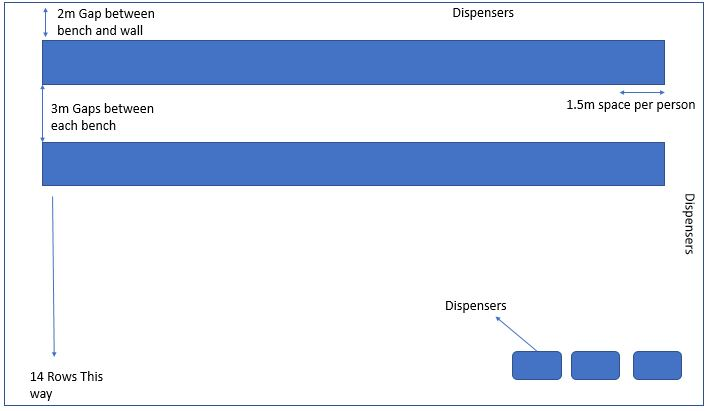 2m Gap between
bench and wall
Dispensers
3m Gaps between
each bench
1.5m space per person
Dispensers
Dispensers
14 Rows This
way